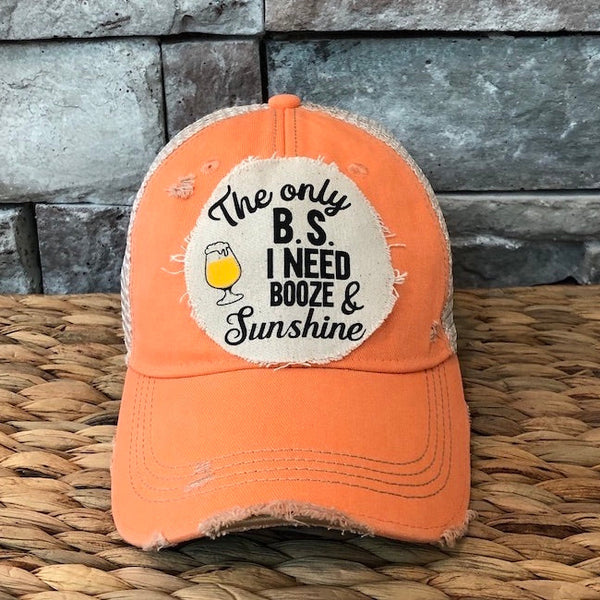 The only
B.S.
I NEED
BOOZE &
Sunshine